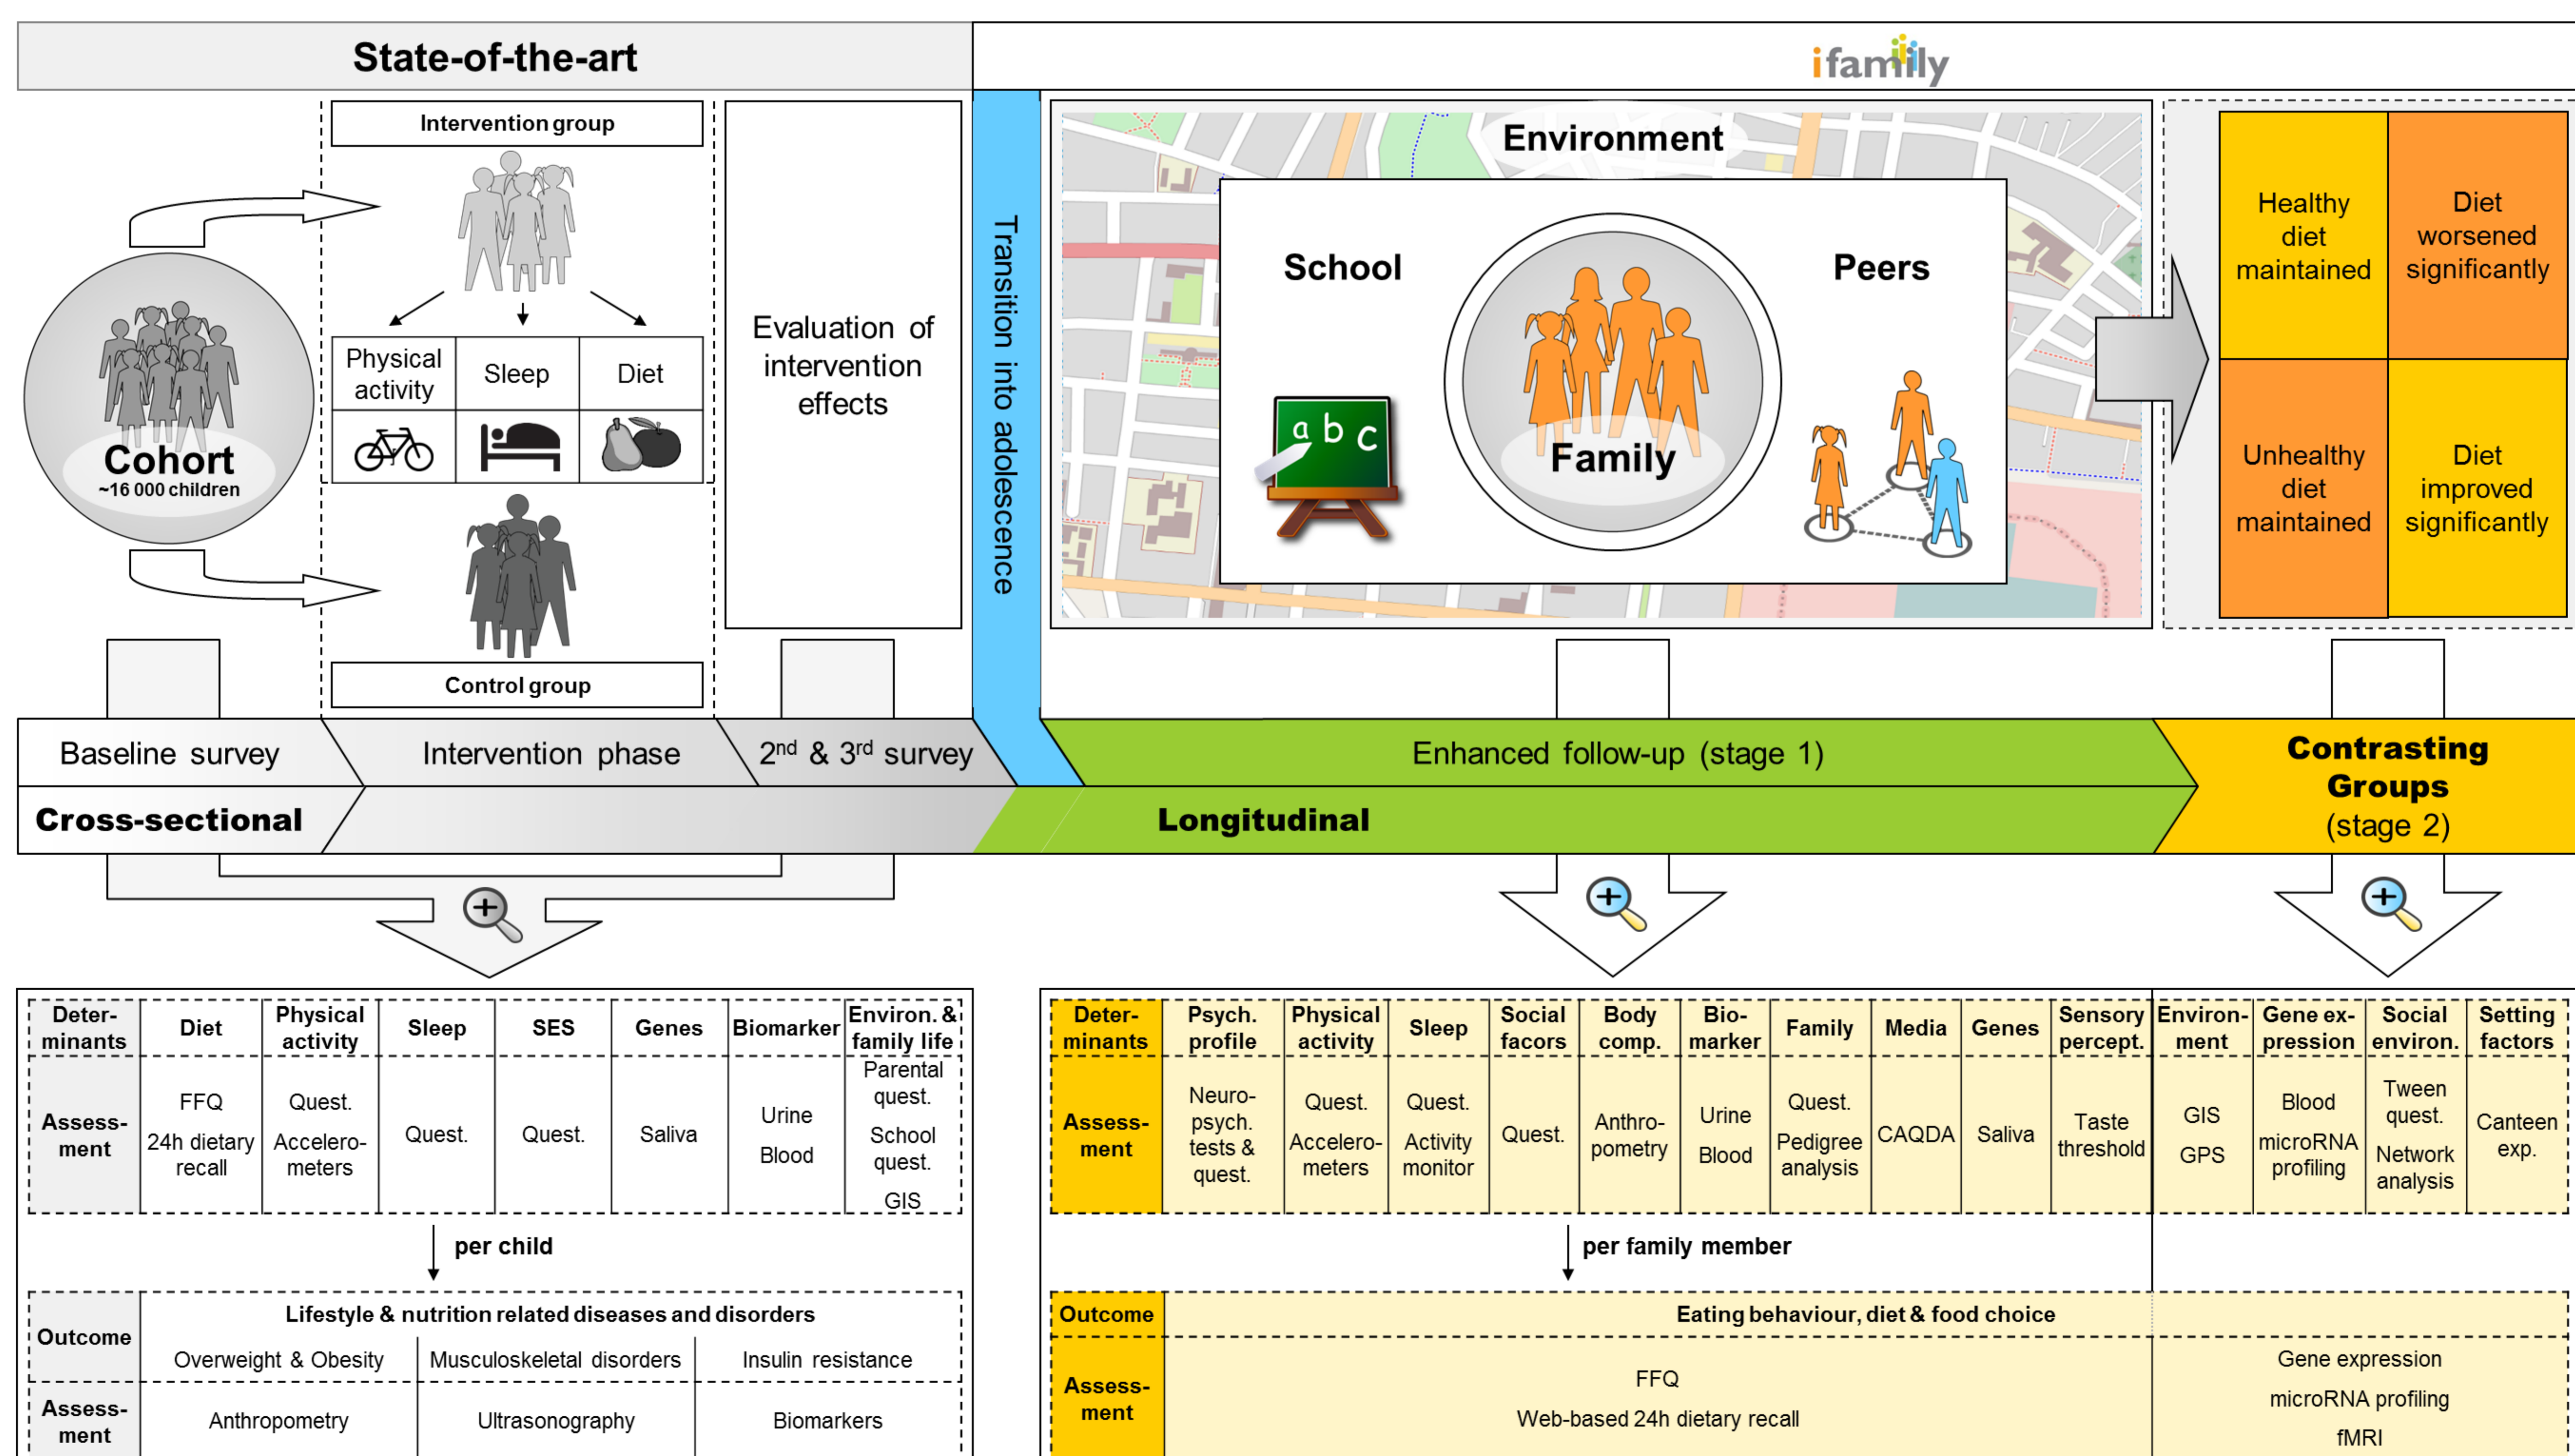 State-of-the-art
ifamily
Intervention group
Physical
activity
Sleep
Diet
Cohort
~16 000 children
Control group
Evaluation of
intervention
effects
Transition into adolescence
Environment
School
Peers
a b c
Family
Healthy
diet
maintained
Diet
worsened
significantly
Unhealthy
diet
maintained
Diet
improved
significantly
Baseline survey
Intervention phase
2nd & 3rd survey
Enhanced follow-up (stage 1)
Contrasting
Groups
(stage 2)
Cross-sectional
Longitudinal
Deter-
minants
Diet
Physical
activity
Sleep
SES
Genes
Biomarker
Environ. &
family life
Assess-
ment
FFQ
24h dietary
recall
Quest.
Accelero-
meters
Quest.
Quest.
Saliva
Urine
Blood
Parental
quest.
School
quest.
GIS
per child
Outcome
Lifestyle & nutrition related diseases and disorders
Overweight & Obesity
Musculoskeletal disorders
Insulin resistance
Assess-
ment
Anthropometry
Ultrasonography
Biomarkers
Deter-
minants
Psych.
profile
Physical
activity
Sleep
Social
facors
Body
comp.
Bio-
marker
Family
Media
Genes
Sensory
percept.
Environ-
ment
Gene ex-
pression
Social
environ.
Setting
factors
Assess-
ment
Neuro-
psych.
tests &
quest.
Quest.
Accelero-
meters
Quest.
Activity
monitor
Quest.
Anthro-
pometry
Urine
Blood
Quest.
Pedigree
analysis
CAQDA
Saliva
Taste
threshold
GIS
GPS
Blood
microRNA
profiling
Tween
quest.
Network
analysis
Canteen
exp.
per family member
Outcome
Eating behaviour, diet & food choice
Assess-
ment
FFQ
Web-based 24h dietary recall
Gene expression
microRNA profiling
fMRI